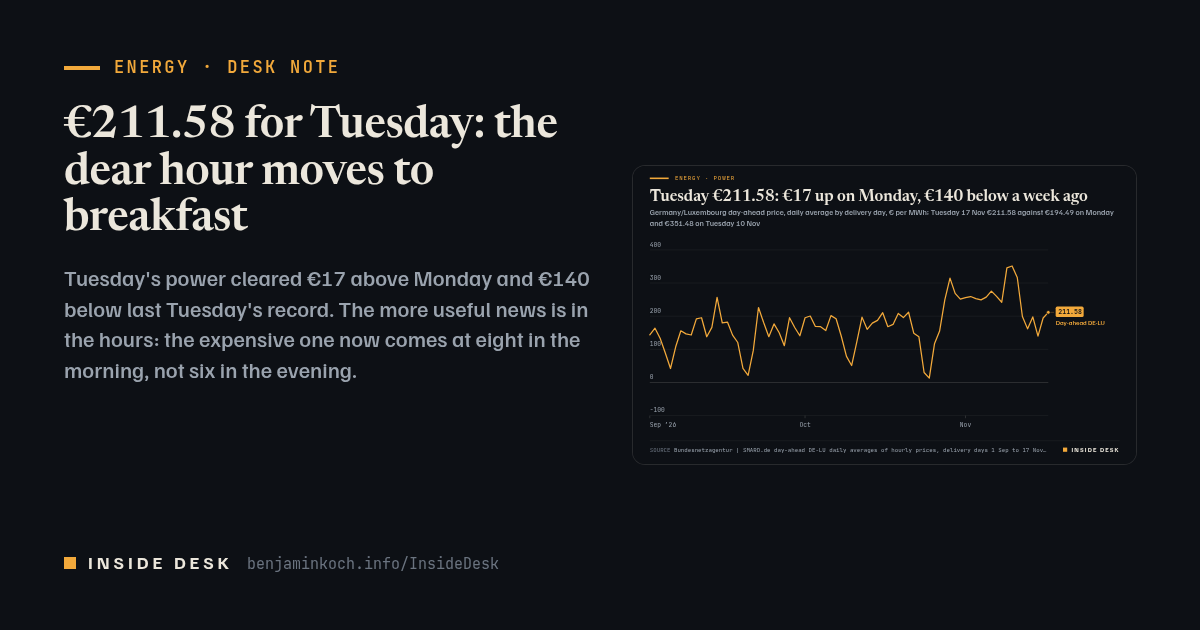 ENERGY · DESK NOTE
€211.58 for Tuesday: the
dear hour moves to
breakfast
Tuesday's power cleared €17 above Monday and €140
below last Tuesday's record. The more useful news is in
the hours: the expensive one now comes at eight in the
morning, not six in the evening.
ENERGY · POWER
Tuesday €211.58: €17 up on Monday, €140 below a week ago
Germany/Luxembourg day-ahead price, daily average by delivery day, € per MWh: Tuesday 17 Nov €211.58 against €194.49 on Monday
and €351.48 on Tuesday 10 Nov
400
300
200
100
0
-100
211.58
Day-ahead DE-LU
Sep '26
Oct
Nov
SOURCE Bundesnetzagentur | SMARD.de day-ahead DE-LU daily averages of hourly prices, delivery days 1 Sep to 17 Nov…
INSIDE DESK
INSIDE DESK benjaminkoch.info/InsideDesk